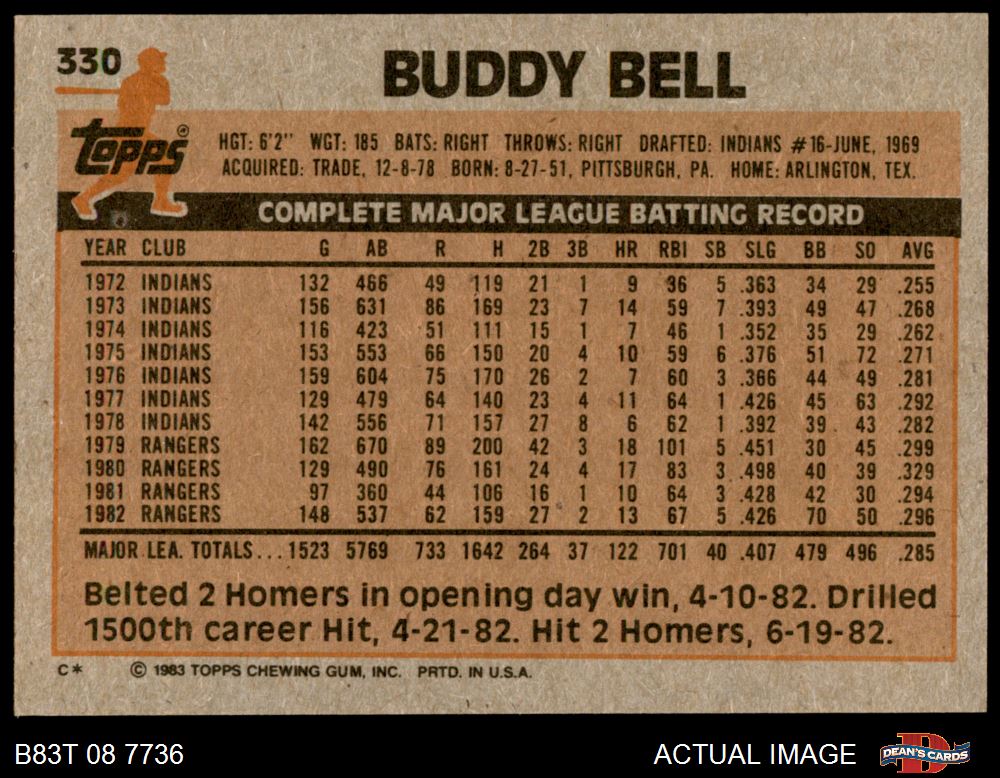 330
BUDDY BELL
Topps®
HGT: 6'2" WGT: 185 BATS: RIGHT THROWS: RIGHT DRAFTED: INDIANS #16-JUNE, 1969
ACQUIRED: TRADE, 12-8-78 BORN: 8-27-51, PITTSBURGH, PA. HOME: ARLINGTON, TEX.
COMPLETE MAJOR LEAGUE BATTING RECORD
YEAR CLUB G AB R H 2B 3B HR RBI SB SLG BB SO AVG
1972 INDIANS 132 466 49 119 21 1 9 36 5 .363 34 29 .255
1973 INDIANS 156 631 86 169 23 7 14 59 7 .393 49 47 .268
1974 INDIANS 116 423 51 111 15 1 7 46 1 .352 35 29 .262
1975 INDIANS 153 553 66 150 20 4 10 59 6 .376 51 72 .271
1976 INDIANS 159 604 75 170 26 2 7 60 3 .366 44 49 .281
1977 INDIANS 129 479 64 140 23 4 11 64 1 .426 45 63 .292
1978 INDIANS 142 556 71 157 27 8 6 62 1 .392 39 43 .282
1979 RANGERS 162 670 89 200 42 3 18 101 5 .451 30 45 .299
1980 RANGERS 129 490 76 161 24 4 17 83 3 .498 40 39 .329
1981 RANGERS 97 360 44 106 16 1 10 64 3 .428 42 30 .294
1982 RANGERS 148 537 62 159 27 2 13 67 5 .426 70 50 .296
MAJOR LEA. TOTALS... 1523 5769 733 1642 264 37 122 701 40 .407 479 496 .285
Belted 2 Homers in opening day win, 4-10-82. Drilled
1500th career Hit, 4-21-82. Hit 2 Homers, 6-19-82.
C* © 1983 TOPPS CHEWING GUM, INC. PRTD. IN U.S.A.
B83T 08 7736 ACTUAL IMAGE
D
DEAN'S CARDS